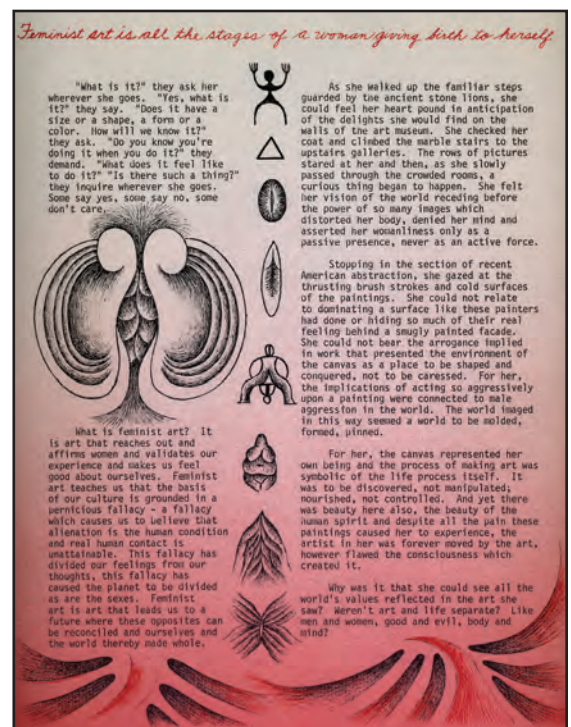 Feminist art is all the stages of a woman giving birth to herself.
"What is it?" they ask her
wherever she goes. "Yes, what is
it?" they say. "Does it have a
size or a shape, a form or a
color. How will we know it?"
they ask. "Do you know you're
doing it when you do it?" they
demand. "What does it feel like
to do it?" "Is there such a thing?"
they inquire wherever she goes.
Some say yes, some say no, some
don't care.
What is feminist art? It
is art that reaches out and
affirms women and validates our
experience and makes us feel
good about ourselves. Feminist
art teaches us that the basis
of our culture is grounded in a
pernicious fallacy - a fallacy
which causes us to believe that
alienation is the human condition
and real human contact is
unattainable. This fallacy has
divided our feelings from our
thoughts, this fallacy has
caused the planet to be divided
as are the sexes. Feminist
art is art that leads us to a
future where these opposites can
be reconciled and ourselves and
the world thereby made whole.
As she walked up the familiar steps
guarded by the ancient stone lions, she
could feel her heart pound in anticipation
of the delights she would find on the
walls of the art museum. She checked her
coat and climbed the marble stairs to the
upstairs galleries. The rows of pictures
stared at her and then, as she slowly
passed through the crowded rooms, a
curious thing began to happen. She felt
her vision of the world receding before
the power of so many images which
distorted her body, denied her mind and
asserted her womanliness only as a
passive presence, never as an active force.
Stopping in the section of recent
American abstraction, she gazed at the
thrusting brush strokes and cold surfaces
of the paintings. She could not relate
to dominating a surface like these painters
had done or hiding so much of their real
feeling behind a smugly painted facade.
She could not bear the arrogance implied
in work that presented the environment of
the canvas as a place to be shaped and
conquered, not to be caressed. For her,
the implications of acting so aggressively
upon a painting were connected to male
aggression in the world. The world imaged
in this way seemed a world to be molded,
formed, pinned.
For her, the canvas represented her
own being and the process of making art was
symbolic of the life process itself. It
was to be discovered, not manipulated;
nourished, not controlled. And yet there
was beauty here also, the beauty of the
human spirit and despite all the pain these
paintings caused her to experience, the
artist in her was forever moved by the art,
however flawed the consciousness which
created it.
Why was it that she could see all the
world's values reflected in the art she
saw? Weren't art and life separate? Like
men and women, good and evil, body and
mind?